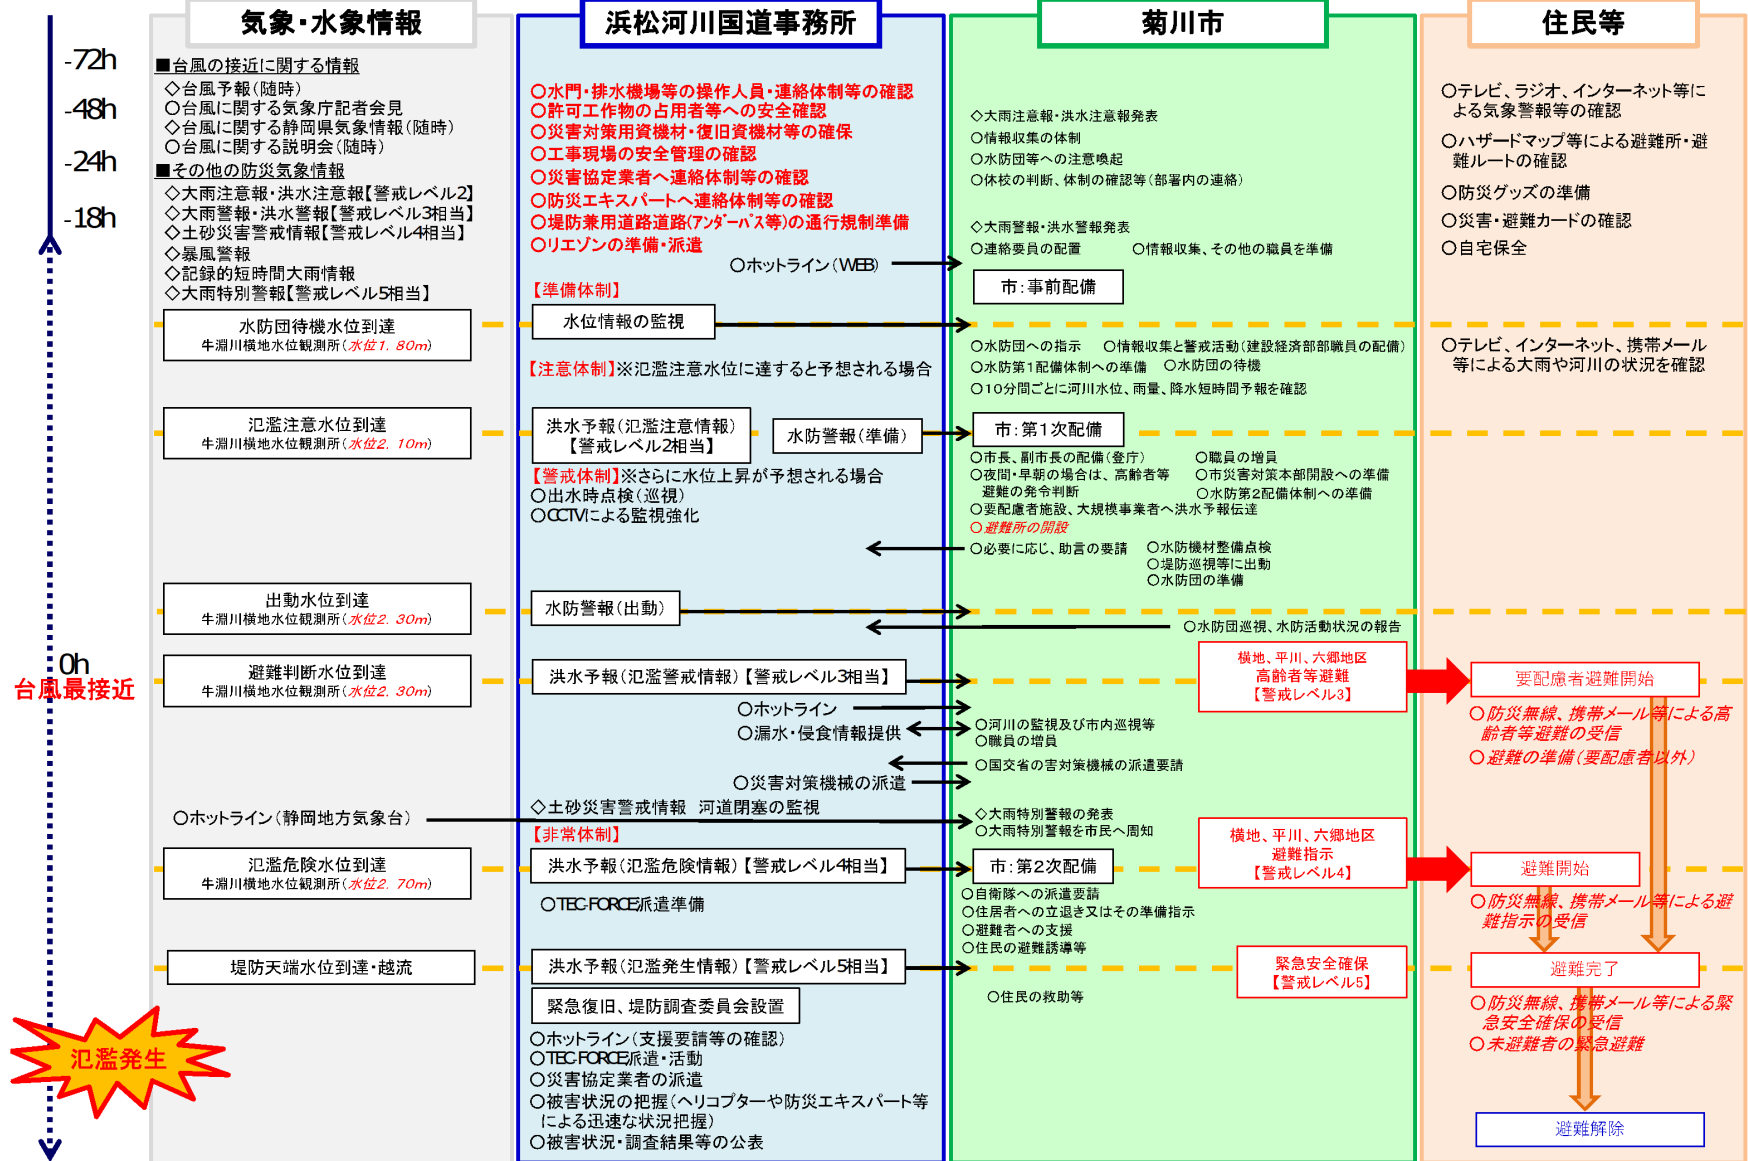 気象・水象情報
浜松河川国道事務所
菊川市
住民等
-72h
-48h
-24h
-18h
0h
台風最接近
氾濫発生
■台風の接近に関する情報
◇台風予報(随時)
○台風に関する気象庁記者会見
◇台風に関する静岡県気象情報(随時)
○台風に関する説明会(随時)
■その他の防災気象情報
◇大雨注意報・洪水注意報【警戒レベル2】
◇大雨警報・洪水警報【警戒レベル3相当】
◇土砂災害警戒情報【警戒レベル4相当】
◇暴風警報
◇記録的短時間大雨情報
◇大雨特別警報【警戒レベル5相当】
水防団待機水位到達
牛淵川横地水位観測所(水位1．80m)
氾濫注意水位到達
牛淵川横地水位観測所(水位2．10m)
出動水位到達
牛淵川横地水位観測所(水位2．30m)
避難判断水位到達
牛淵川横地水位観測所(水位2．30m)
○ホットライン(静岡地方気象台)
氾濫危険水位到達
牛淵川横地水位観測所(水位2．70m)
堤防天端水位到達・越流
○水門・排水機場等の操作人員・連絡体制等の確認
○許可工作物の占用者等への安全確認
○災害対策用資機材・復旧資機材等の確保
○工事現場の安全管理の確認
○災害協定業者へ連絡体制等の確認
○防災エキスパートへ連絡体制等の確認
○堤防兼用道路道路(アンダーパス等)の通行規制準備
○リエゾンの準備・派遣
○ホットライン(WEB)
【準備体制】
水位情報の監視
【注意体制】※氾濫注意水位に達すると予想される場合
洪水予報(氾濫注意情報)
【警戒レベル2相当】
水防警報(準備)
【警戒体制】※さらに水位上昇が予想される場合
○出水時点検(巡視)
○CCTVによる監視強化
水防警報(出動)
洪水予報(氾濫警戒情報)【警戒レベル3相当】
○ホットライン
○漏水・侵食情報提供
○災害対策機械の派遣
◇土砂災害警戒情報　河道閉塞の監視
【非常体制】
洪水予報(氾濫危険情報)【警戒レベル4相当】
○TEC-FORCE派遣準備
洪水予報(氾濫発生情報)【警戒レベル5相当】
緊急復旧、堤防調査委員会設置
○ホットライン(支援要請等の確認)
○TEC-FORCE派遣・活動
○災害協定業者の派遣
○被害状況の把握(ヘリコプターや防災エキスパート等
による迅速な状況把握)
○被害状況・調査結果等の公表
◇大雨注意報・洪水注意報発表
○情報収集の体制
○水防団等への注意喚起
○休校の判断、体制の確認等(部署内の連絡)
◇大雨警報・洪水警報発表
○連絡要員の配置　○情報収集、その他の職員を準備
市:事前配備
○水防団への指示　○情報収集と警戒活動(建設経済部部職員の配備)
○水防第1配備体制への準備　○水防団の待機
○10分間ごとに河川水位、雨量、降水短時間予報を確認
市:第1次配備
○市長、副市長の配備(登庁)　○職員の増員
○夜間・早朝の場合は、高齢者等　○市災害対策本部開設への準備
避難の発令判断　○水防第2配備体制への準備
○要配慮者施設、大規模事業者へ洪水予報伝達
○避難所の開設
○必要に応じ、助言の要請　○水防機材整備点検
○堤防巡視等に出動
○水防団の準備
○水防団巡視、水防活動状況の報告
横地、平川、六郷地区
高齢者等避難
【警戒レベル3】
○河川の監視及び市内巡視等
○職員の増員
○国交省の害対策機械の派遣要請
◇大雨特別警報の発表
○大雨特別警報を市民へ周知
横地、平川、六郷地区
避難指示
【警戒レベル4】
市:第2次配備
○自衛隊への派遣要請
○住居者への立退き又はその準備指示
○避難者への支援
○住民の避難誘導等
緊急安全確保
【警戒レベル5】
○住民の救助等
○テレビ、ラジオ、インターネット等に
よる気象警報等の確認
○ハザードマップ等による避難所・避
難ルートの確認
○防災グッズの準備
○災害・避難カードの確認
○自宅保全
○テレビ、インターネット、携帯メール
等による大雨や河川の状況を確認
要配慮者避難開始
○防災無線、携帯メール等による高
齢者等避難の受信
○避難の準備(要配慮者以外)
避難開始
○防災無線、携帯メール等による避
難指示の受信
避難完了
○防災無線、携帯メール等による緊
急安全確保の受信
○未避難者の緊急避難
避難解除